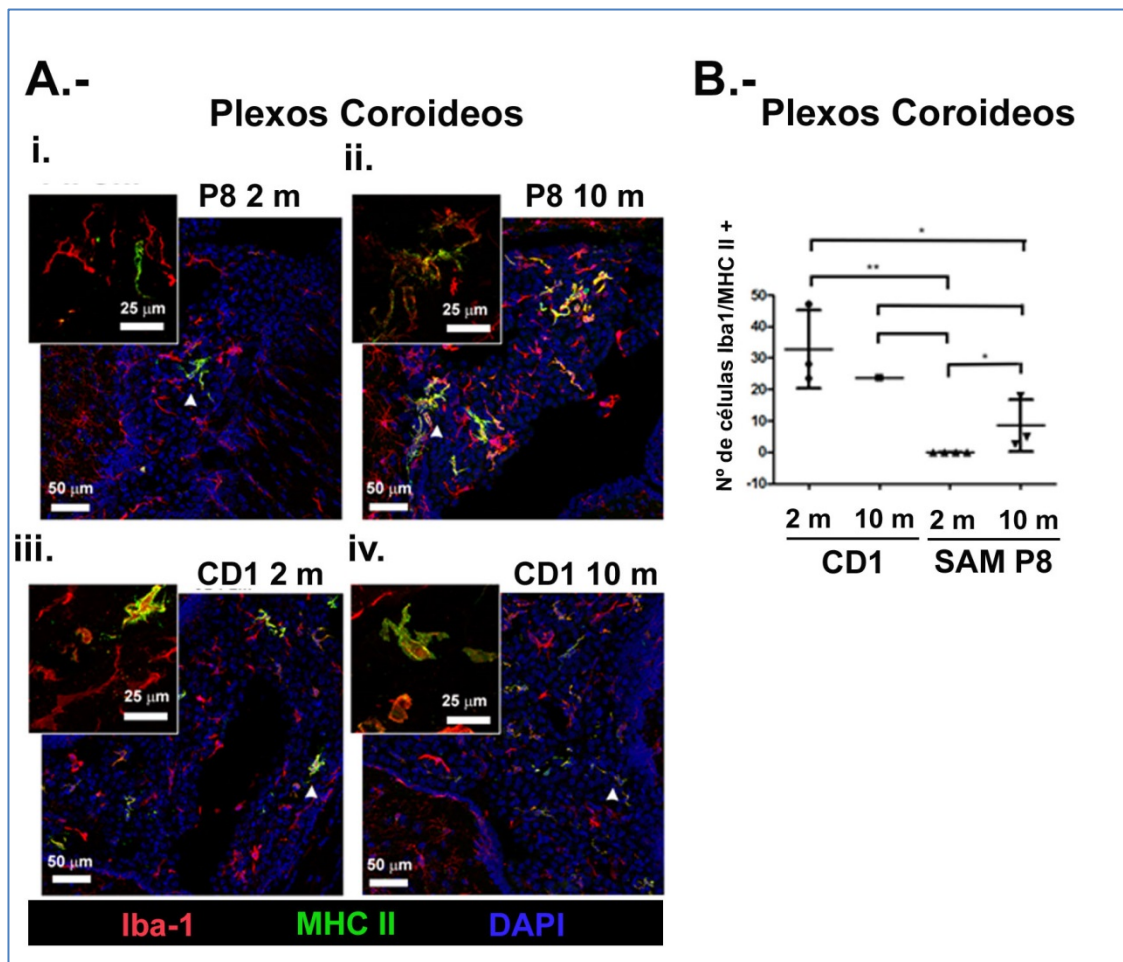 A.-
Plexos Coroideos
i.
P8 2 m
25 μm
50 μm
ii.
P8 10 m
25 μm
50 μm
iii.
CD1 2 m
25 μm
50 μm
iv.
CD1 10 m
25 μm
50 μm
Iba-1 MHC II DAPI
B.-
Plexos Coroideos
Nº de células Iba1/MHC II +
50
40
30
20
10
0
-10
*
**
*
2 m 10 m 2 m 10 m
CD1 SAM P8